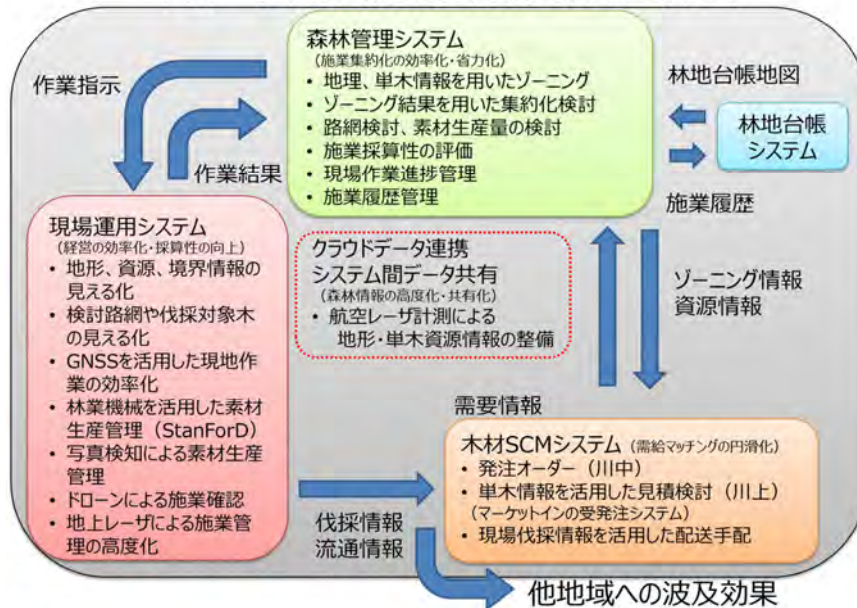 森林管理システム
(施業集約化の効率化・省力化)
• 地理、単木情報を用いたゾーニング
• ゾーニング結果を用いた集約化検討
• 路網検討、素材生産量の検討
• 施業採算性の評価
• 現場作業進捗管理
• 施業履歴管理
作業指示
作業結果
林地台帳地図
林地台帳
システム
施業履歴
現場運用システム
(経営の効率化・採算性の向上)
• 地形、資源、境界情報の
見える化
• 検討路網や伐採対象木
の見える化
• GNSSを活用した現地作
業の効率化
• 林業機械を活用した素材
生産管理（StanForD）
• 写真検知による素材生産
管理
• ドローンによる施業確認
• 地上レーザによる施業管
理の高度化
クラウドデータ連携
システム間データ共有
(森林情報の高度化・共有化)
• 航空レーザ計測による
地形・単木資源情報の整備
ゾーニング情報
資源情報
需要情報
木材SCMシステム (需給マッチングの円滑化)
• 発注オーダー（川中）
• 単木情報を活用した見積検討（川上）
(マーケットインの受発注システム)
• 現場伐採情報を活用した配送手配
伐採情報
流通情報
他地域への波及効果